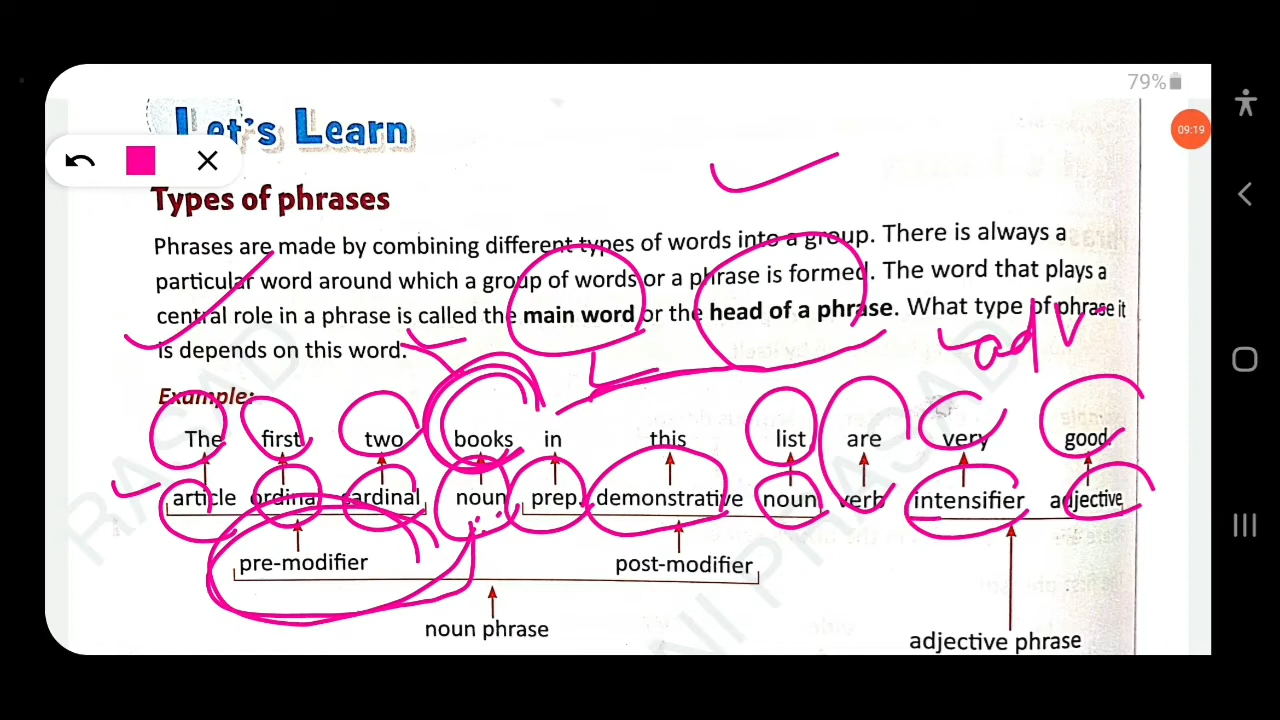 79%
09:19
Let's Learn
Types of phrases
Phrases are made by combining different types of words into a group. There is always a
particular word around which a group of words or a phrase is formed. The word that plays a
central role in a phrase is called the main word or the head of a phrase. What type of phrase it
is depends on this word.
adv
Example:
The first two books in this list are very good.
article ordinal cardinal noun prep. demonstrative noun verb intensifier adjective
pre-modifier post-modifier
noun phrase
adjective phrase
PRASAD
NI PRASAD